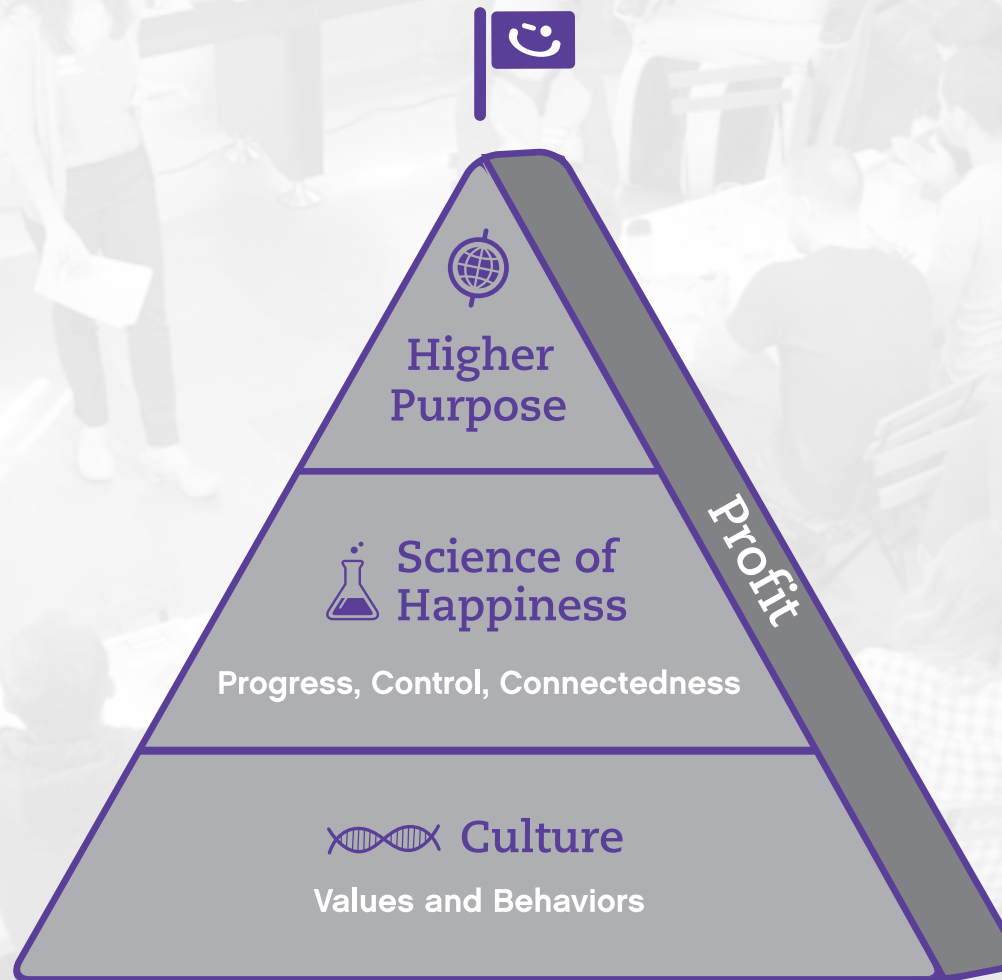 Higher
Purpose
Science of
Happiness
Progress, Control, Connectedness
Profit
Culture
Values and Behaviors